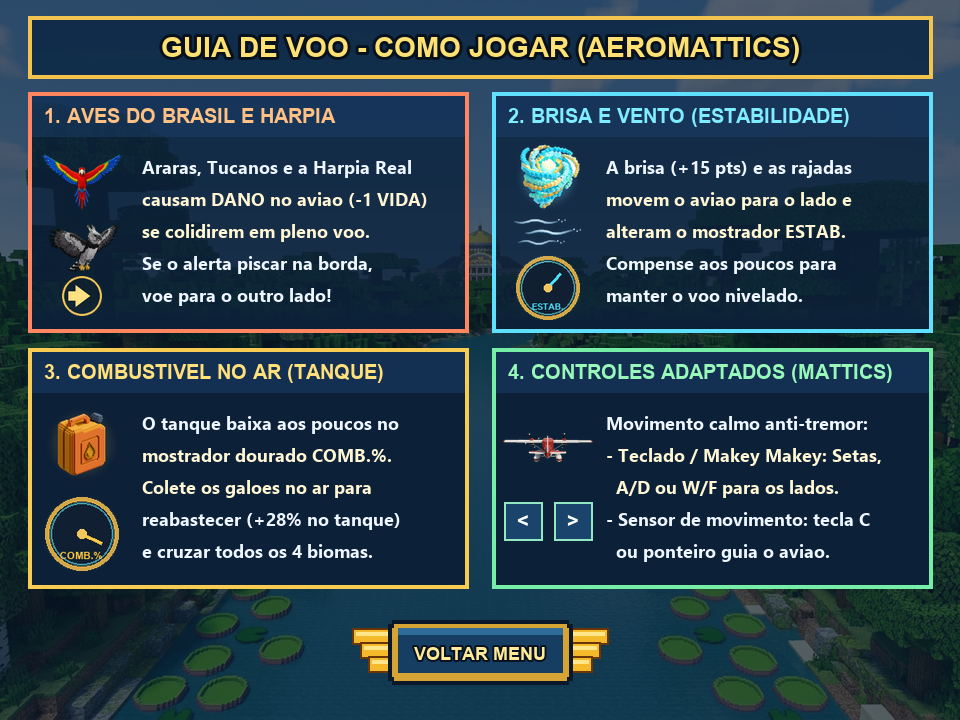 GUIA DE VOO - COMO JOGAR (AEROMATTICS)
1. AVES DO BRASIL E HARPIA
Araras, Tucanos e a Harpia Real
causam DANO no aviao (-1 VIDA)
se colidirem em pleno voo.
Se o alerta piscar na borda,
voe para o outro lado!
2. BRISA E VENTO (ESTABILIDADE)
A brisa (+15 pts) e as rajadas
movem o aviao para o lado e
alteram o mostrador ESTAB.
Compense aos poucos para
manter o voo nivelado.
ESTAB.
3. COMBUSTIVEL NO AR (TANQUE)
O tanque baixa aos poucos no
mostrador dourado COMB.%.
Colete os galoes no ar para
reabastecer (+28% no tanque)
e cruzar todos os 4 biomas.
COMB.%
4. CONTROLES ADAPTADOS (MATTICS)
Movimento calmo anti-tremor:
- Teclado / Makey Makey: Setas,
A/D ou W/F para os lados.
- Sensor de movimento: tecla C
ou ponteiro guia o aviao.
< >
VOLTAR MENU